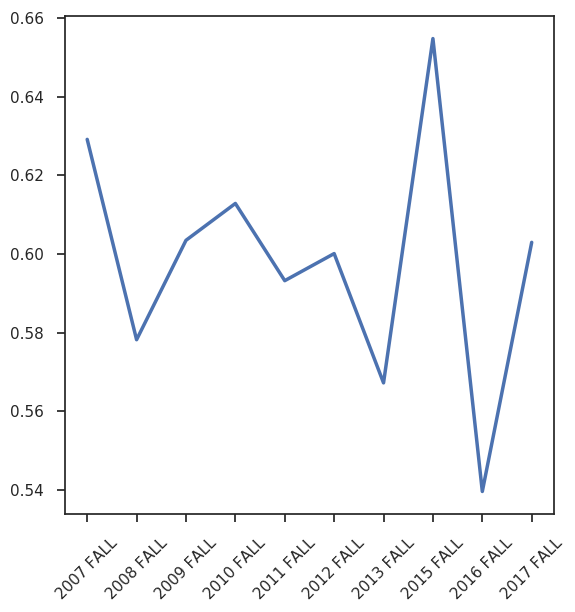 0.66
0.64
0.62
0.60
0.58
0.56
0.54
2007 FALL
2008 FALL
2009 FALL
2010 FALL
2011 FALL
2012 FALL
2013 FALL
2015 FALL
2016 FALL
2017 FALL